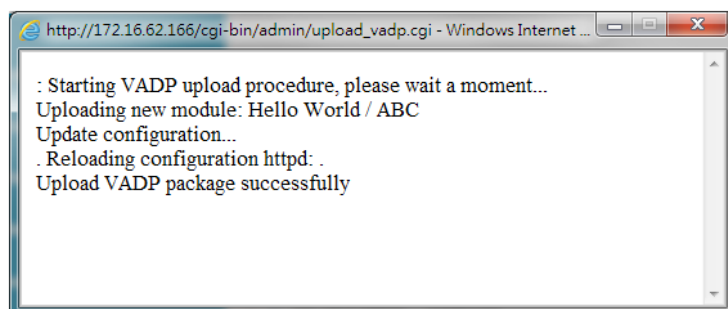 http://172.16.62.166/cgi-bin/admin/upload_vadp.cgi - Windows Internet ...
: Starting VADP upload procedure, please wait a moment...
Uploading new module: Hello World / ABC
Update configuration...
. Reloading configuration httpd: .
Upload VADP package successfully